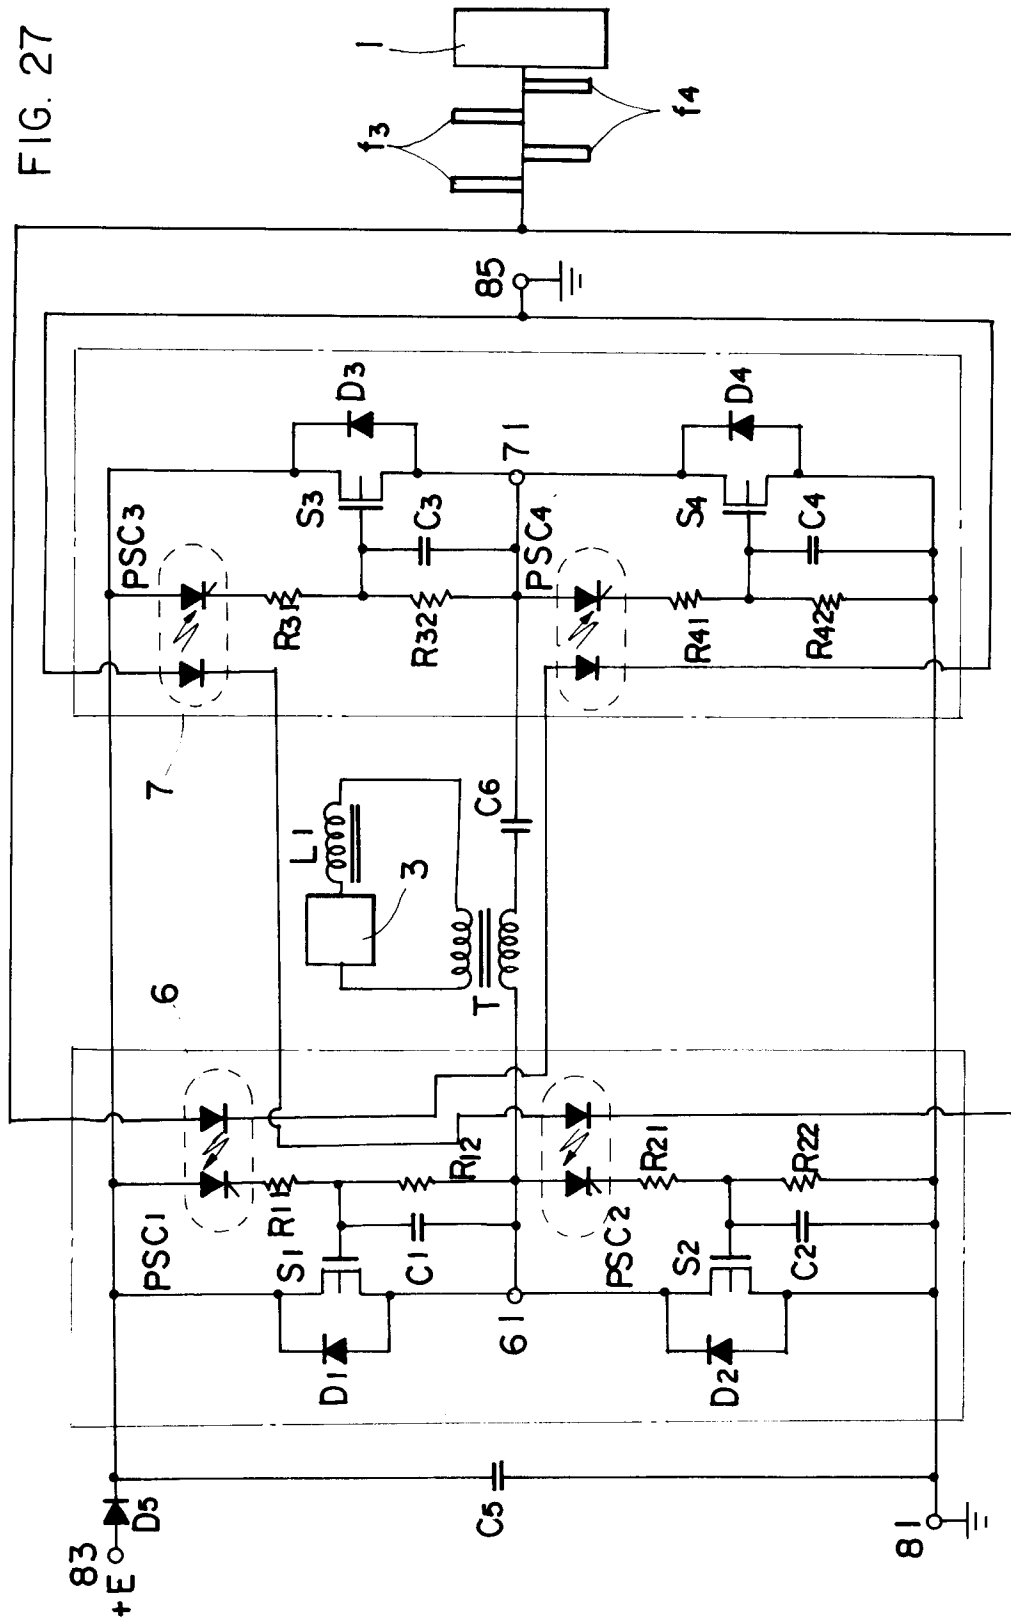 FIG. 27
83
+E
D5
C5
81
6
PSC1
S1
D1
R11
R12
C1
61
PSC2
S2
D2
R21
R22
C2
T
L1
3
C6
7
PSC3
S3
D3
R31
R32
C3
71
PSC4
S4
D4
R41
R42
C4
85
f3
f4
1